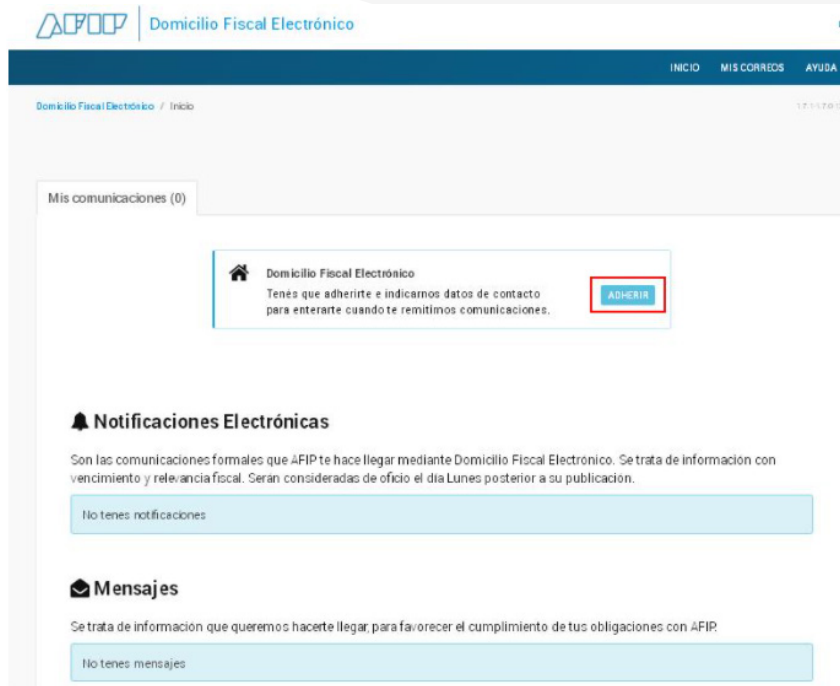 AFIP Domicilio Fiscal Electrónico
INICIO MIS CORREOS AYUDA
Domicilio Fiscal Electrónico / Inicio
Mis comunicaciones (0)
Domicilio Fiscal Electrónico
Tenés que adherirte e indicarnos datos de contacto
para enterarte cuando te remitimos comunicaciones.
ADHERIR
Notificaciones Electrónicas
Son las comunicaciones formales que AFIP te hace llegar mediante Domicilio Fiscal Electrónico. Se trata de información con
vencimiento y relevancia fiscal. Serán consideradas de oficio el día Lunes posterior a su publicación.
No tenes notificaciones
Mensajes
Se trata de información que queremos hacerte llegar, para favorecer el cumplimiento de tus obligaciones con AFIP.
No tenes mensajes